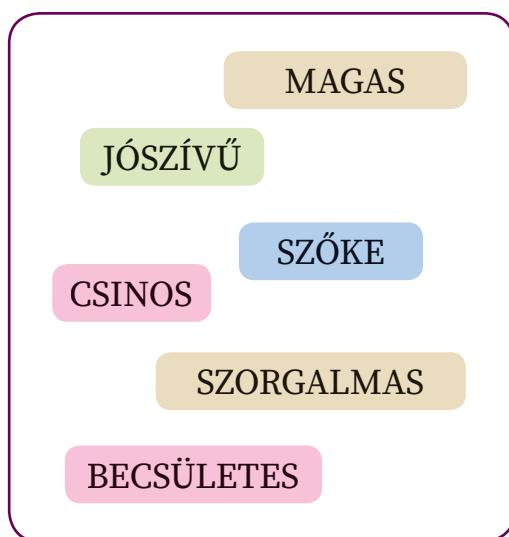 MAGAS
JÓSZÍVŰ
SZŐKE
CSINOS
SZORGALMAS
BECSÜLETES